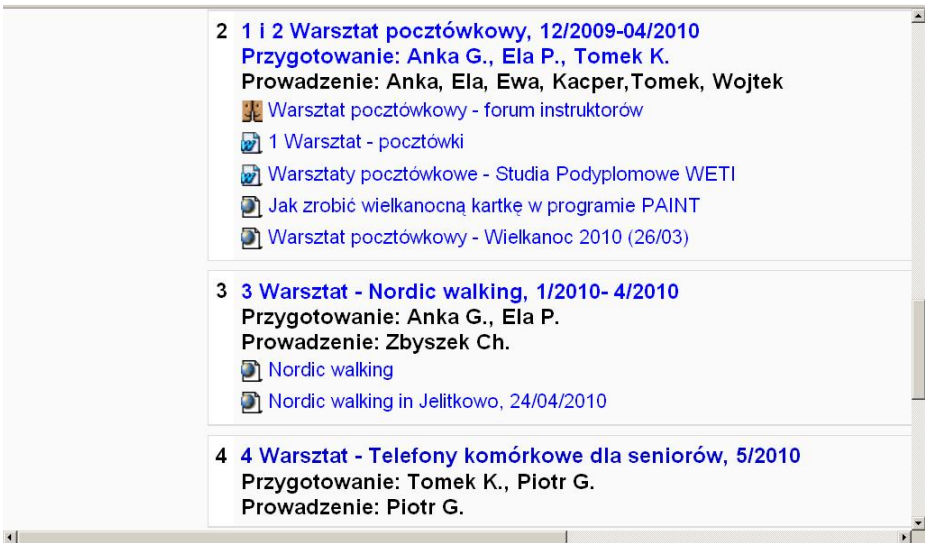 2 1 i 2 Warsztat pocztówkowy, 12/2009-04/2010
Przygotowanie: Anka G., Ela P., Tomek K.
Prowadzenie: Anka, Ela, Ewa, Kacper,Tomek, Wojtek
Warsztat pocztówkowy - forum instruktorów
1 Warsztat - pocztówki
Warsztaty pocztówkowe - Studia Podyplomowe WETI
Jak zrobić wielkanocną kartkę w programie PAINT
Warsztat pocztówkowy - Wielkanoc 2010 (26/03)
3 3 Warsztat - Nordic walking, 1/2010- 4/2010
Przygotowanie: Anka G., Ela P.
Prowadzenie: Zbyszek Ch.
Nordic walking
Nordic walking in Jelitkowo, 24/04/2010
4 4 Warsztat - Telefony komórkowe dla seniorów, 5/2010
Przygotowanie: Tomek K., Piotr G.
Prowadzenie: Piotr G.